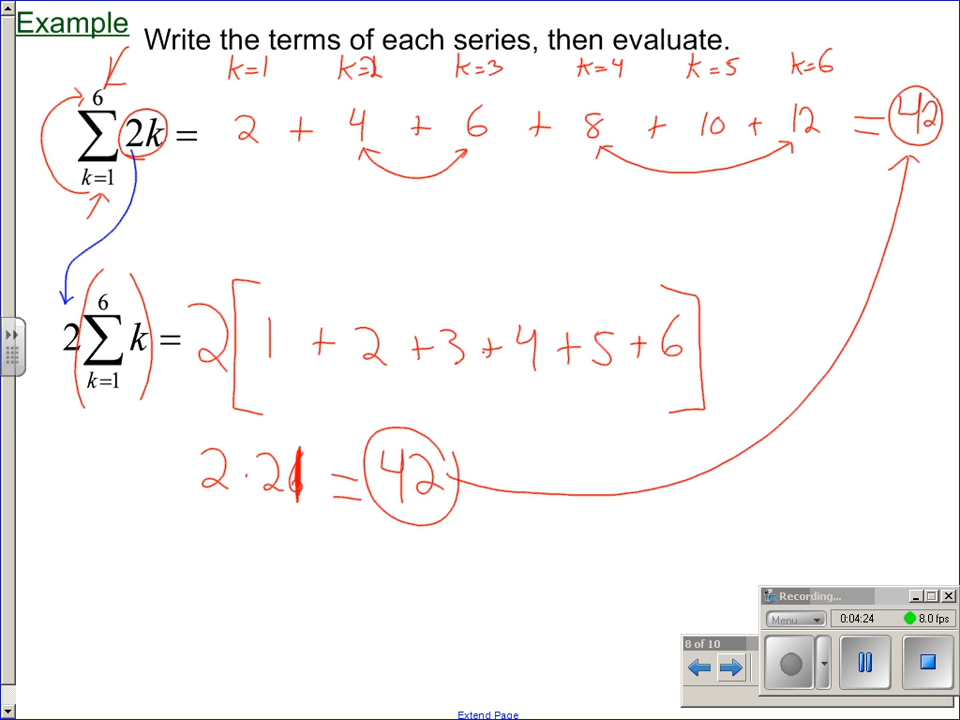 Example
Write the terms of each series, then evaluate.
k=1 k=2 k=3 k=4 k=5 k=6
6
∑ 2k = 2 + 4 + 6 + 8 + 10 + 12 = 42
k=1
6
2 ∑ k = 2 [ 1 + 2 + 3 + 4 + 5 + 6 ]
k=1
2 · 21 = 42
Recording...
Menu 0:04:24 8.0 fps
8 of 10
Extend Page